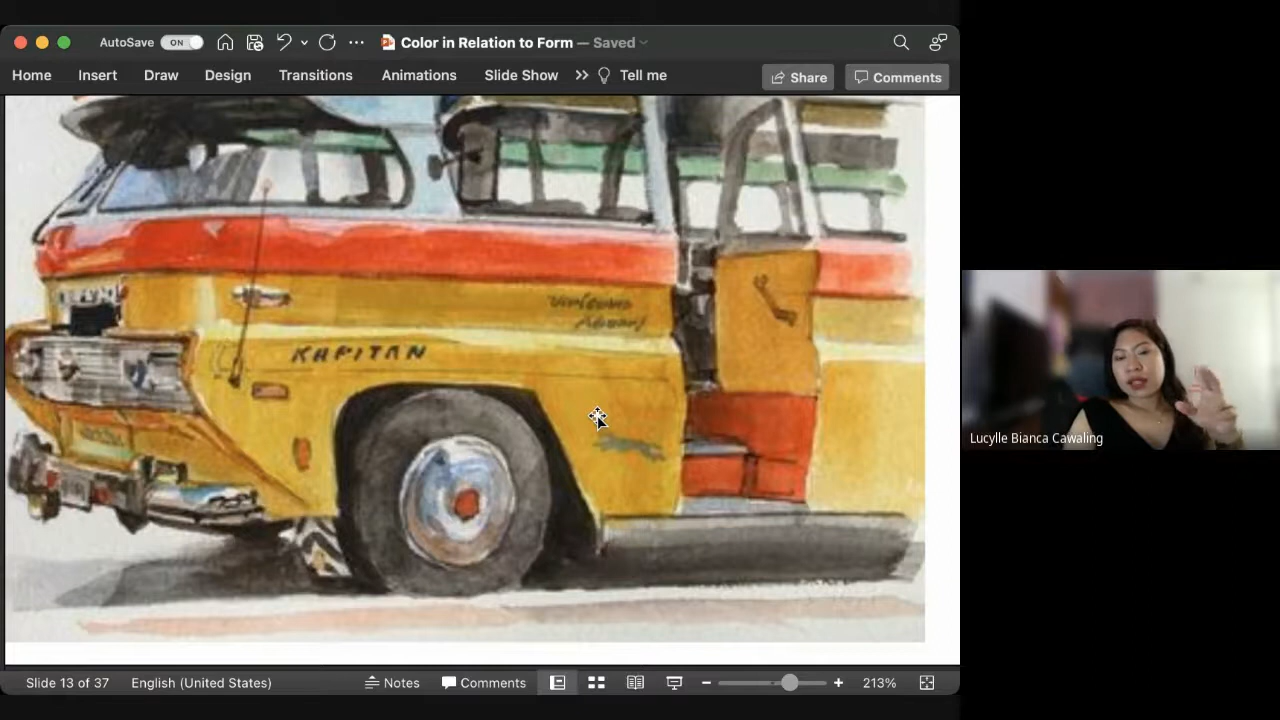 AutoSave ON ... Color in Relation to Form — Saved
Home Insert Draw Design Transitions Animations Slide Show >> Tell me Share Comments
KAPITAN
Lucylle Bianca Cawaling
Slide 13 of 37 English (United States) Notes Comments − + 213%